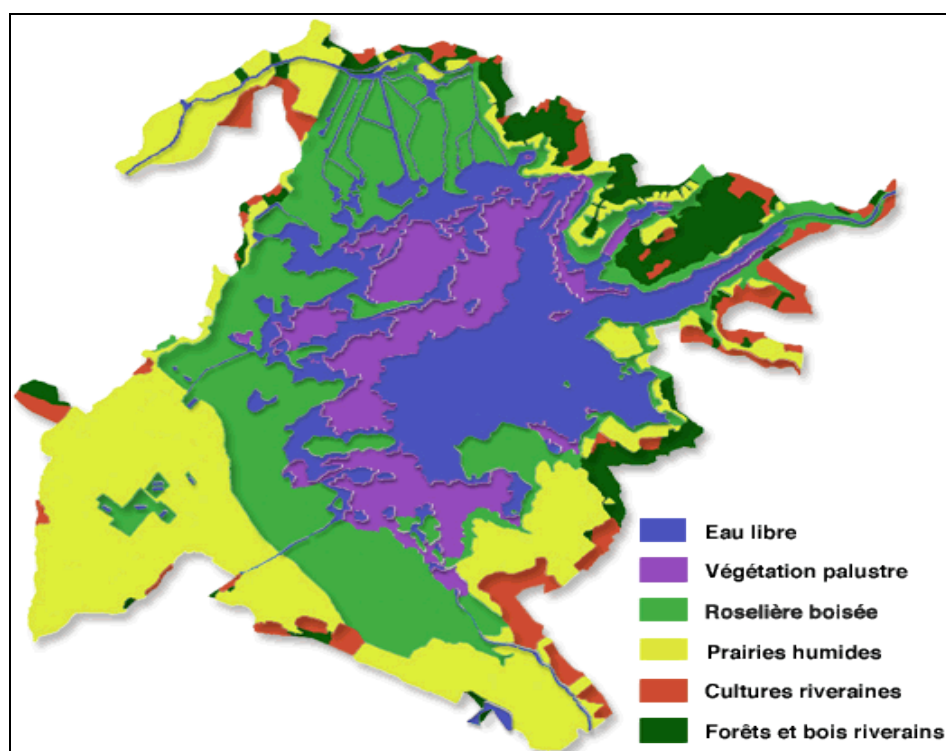 Eau libre
Végétation palustre
Roselière boisée
Prairies humides
Cultures riveraines
Forêts et bois riverains